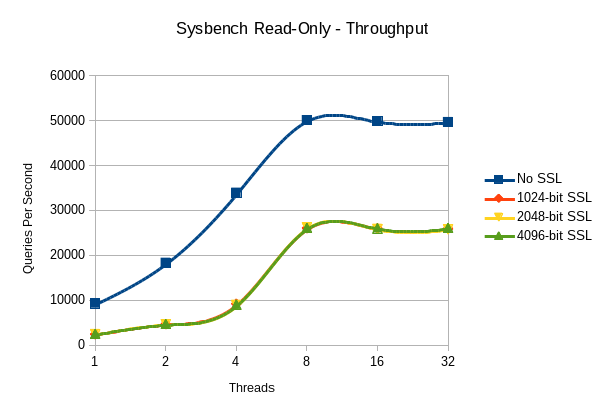 Sysbench Read-Only - Throughput
60000
50000
40000
30000
20000
10000
0
Queries Per Second
1 2 4 8 16 32
Threads
No SSL
1024-bit SSL
2048-bit SSL
4096-bit SSL